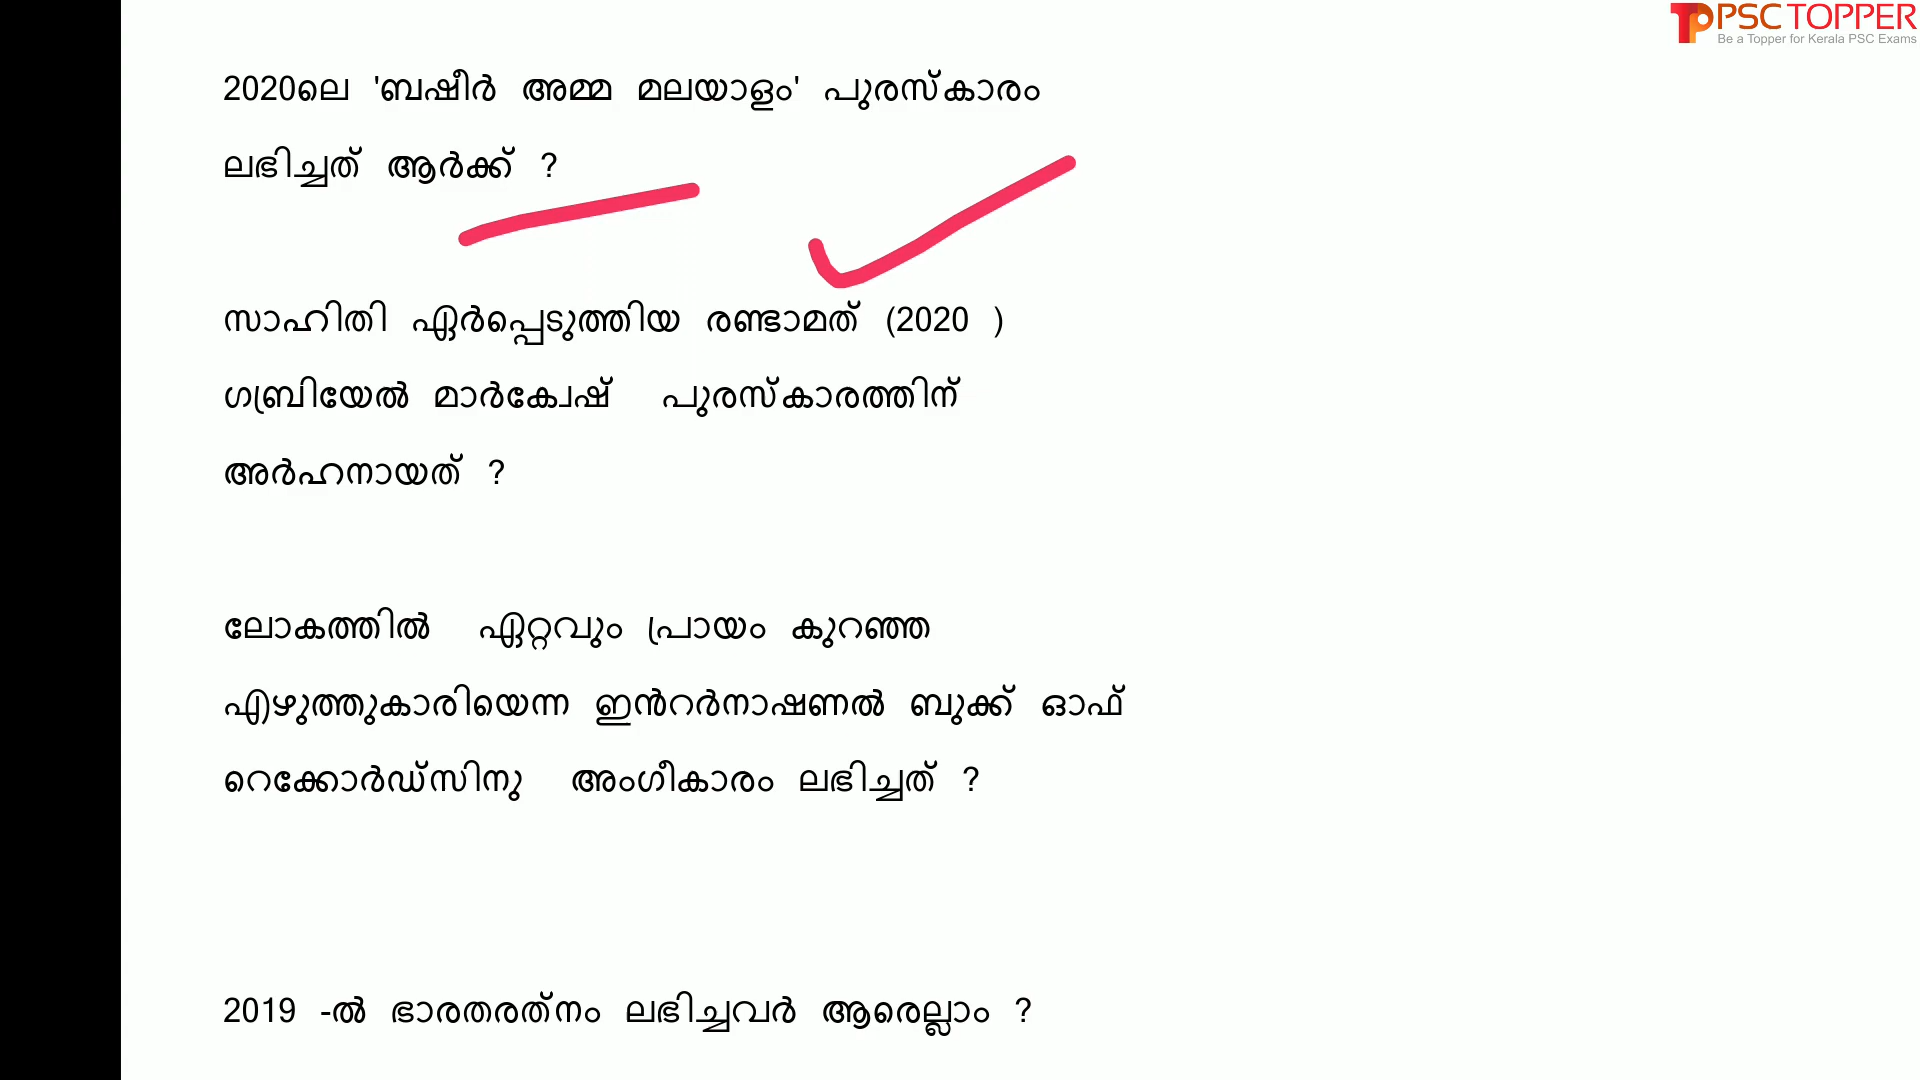 PSC TOPPER
Be a Topper for Kerala PSC Exams
2020ലെ 'ബഷീർ അമ്മ മലയാളം' പുരസ്കാരം
ലഭിച്ചത് ആർക്ക് ?
സാഹിതി ഏർപ്പെടുത്തിയ രണ്ടാമത് (2020 )
ഗബ്രിയേൽ മാർക്വേഷ് പുരസ്കാരത്തിന്
അർഹനായത് ?
ലോകത്തിൽ ഏറ്റവും പ്രായം കുറഞ്ഞ
എഴുത്തുകാരിയെന്ന ഇൻറർനാഷണൽ ബുക്ക് ഓഫ്
റെക്കോർഡ്സിനു അംഗീകാരം ലഭിച്ചത് ?
2019 -ൽ ഭാരതരത്നം ലഭിച്ചവർ ആരെല്ലാം ?